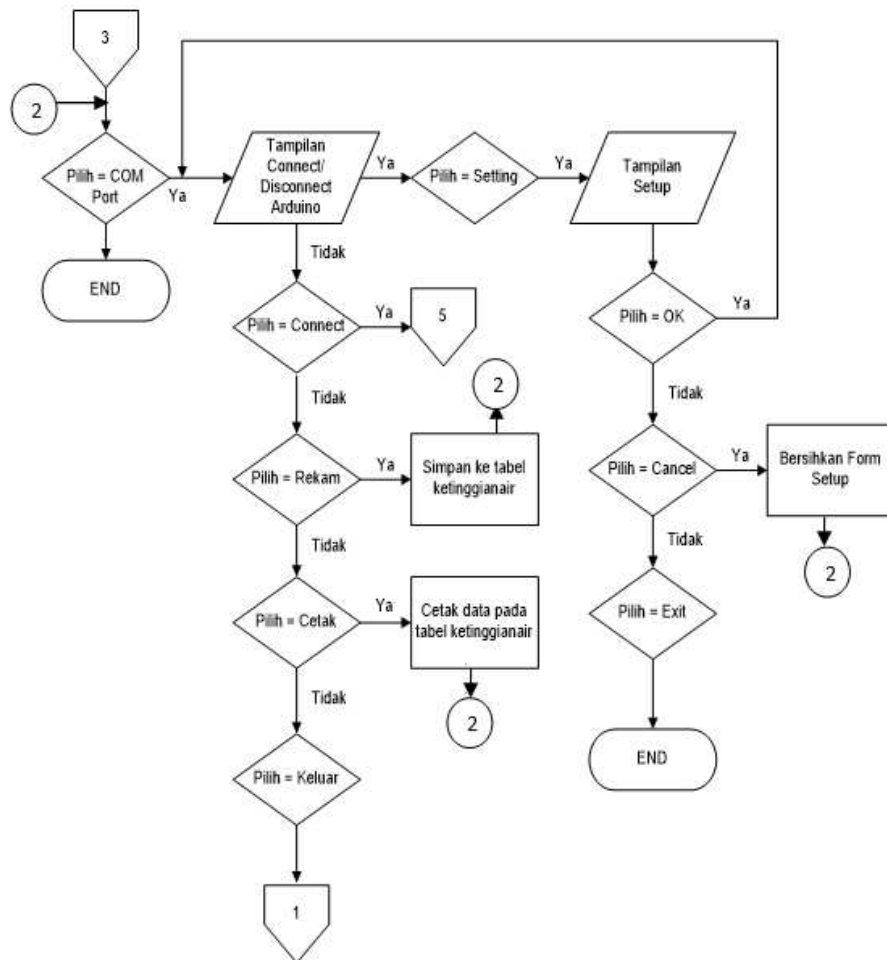 3
2
Pilih = COM
Port
Ya
Tampilan
Connect/
Disconnect
Arduino
Ya
Pilih = Setting
Ya
Tampilan
Setup
END
Tidak
Pilih = Connect
Ya
5
Pilih = OK
Ya
Tidak
2
Tidak
Pilih = Rekam
Ya
Simpan ke tabel
ketinggianair
Pilih = Cancel
Ya
Bersihkan Form
Setup
Tidak
Tidak
2
Pilih = Cetak
Ya
Cetak data pada
tabel ketinggianair
Pilih = Exit
Tidak
2
Pilih = Keluar
END
1